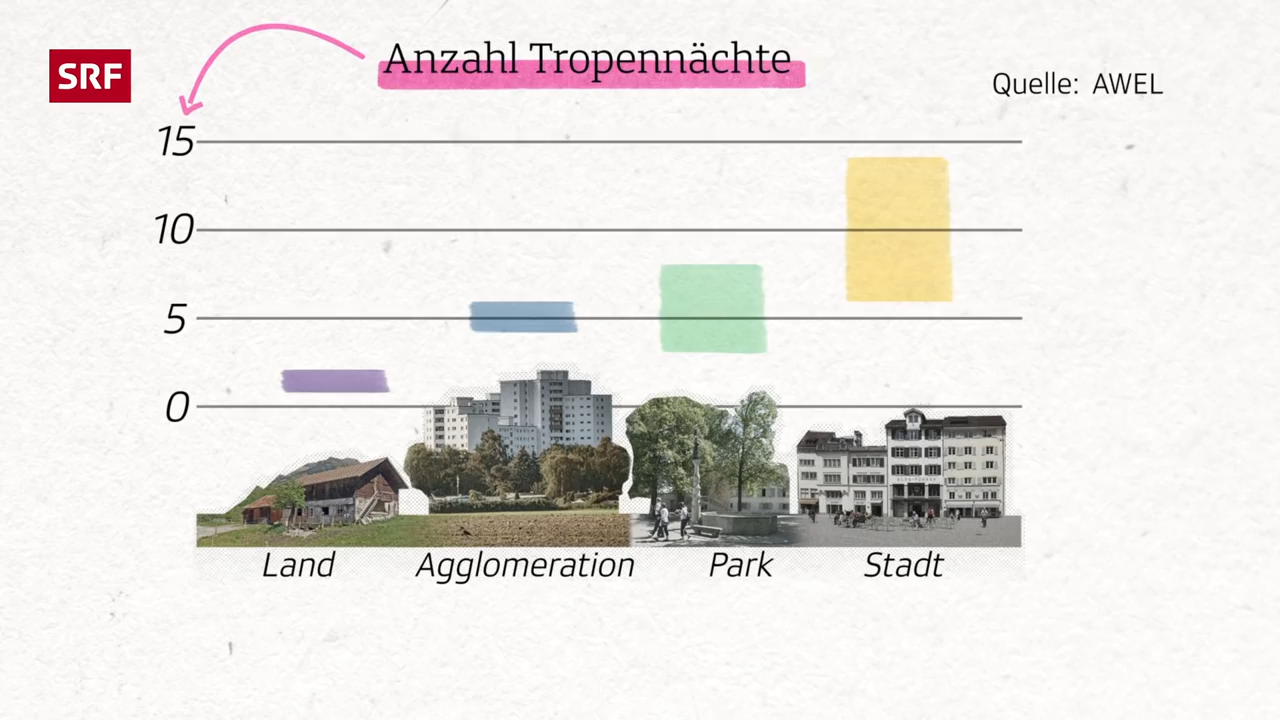 SRF
Anzahl Tropennächte
Quelle: AWEL
15
10
5
0
Land
Agglomeration
Park
Stadt